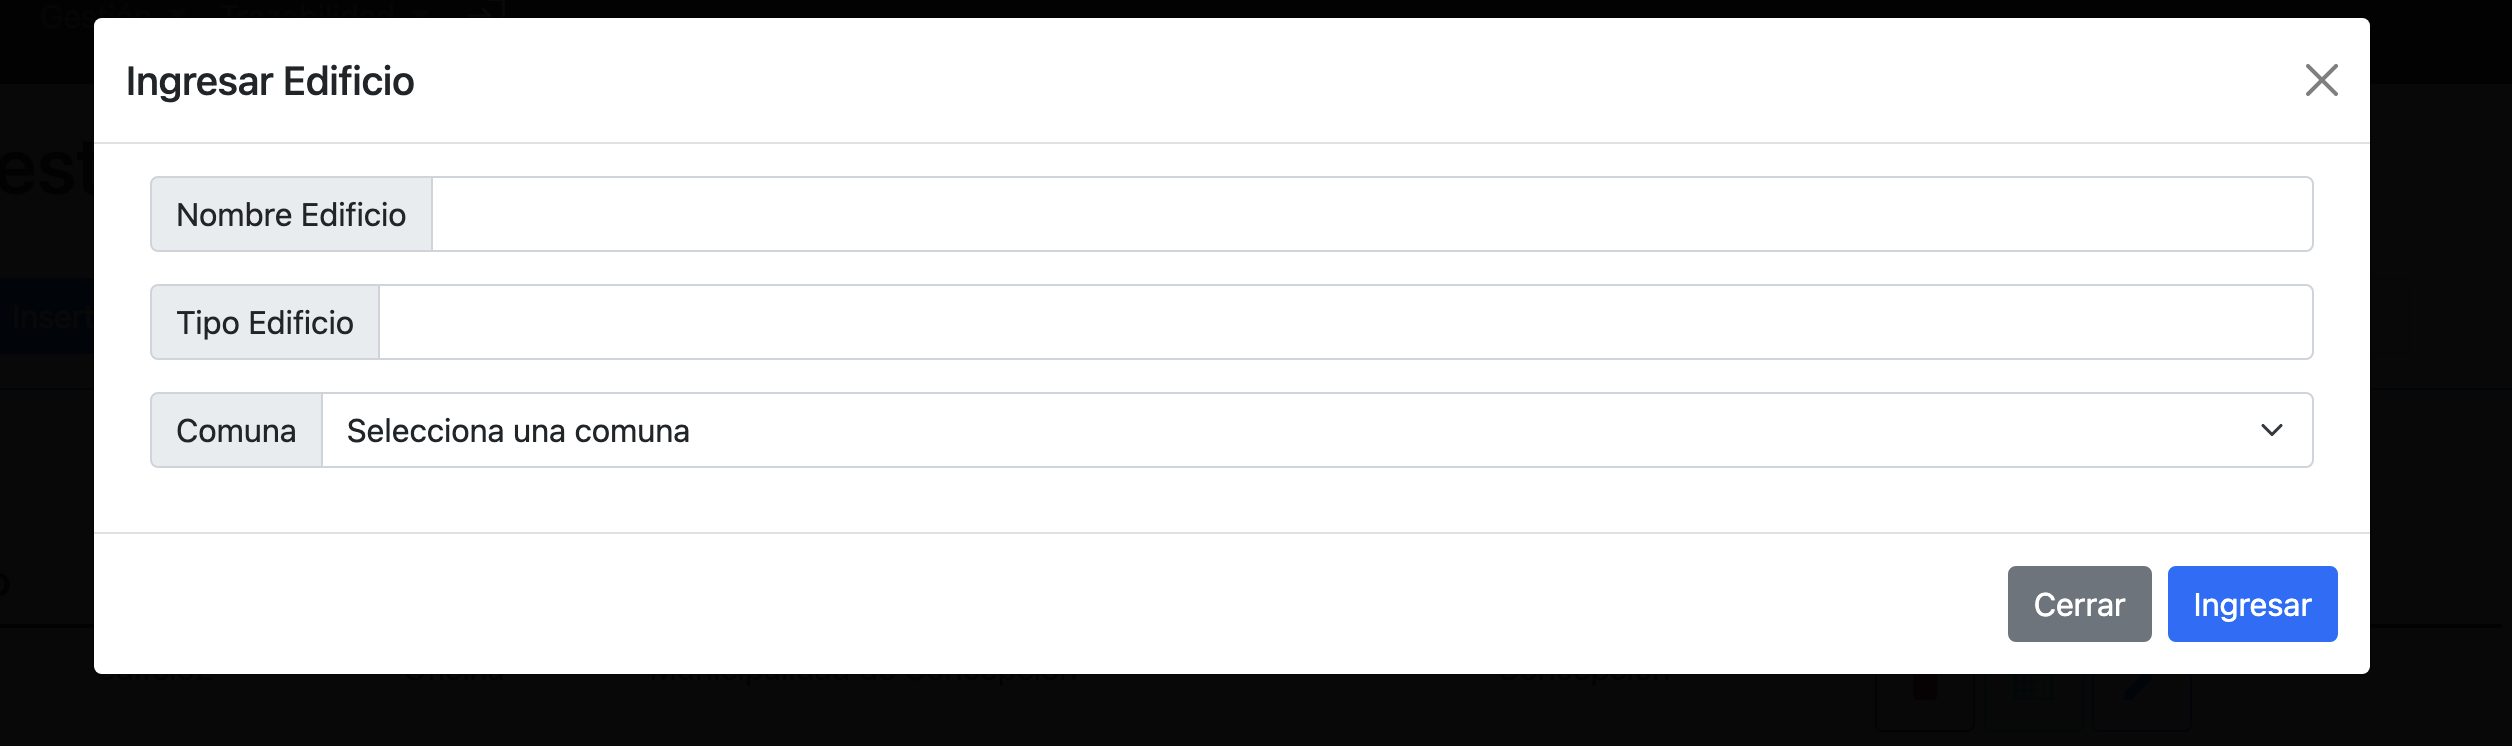 Ingresar Edificio
Nombre Edificio
Tipo Edificio
Comuna Selecciona una comuna
Cerrar Ingresar